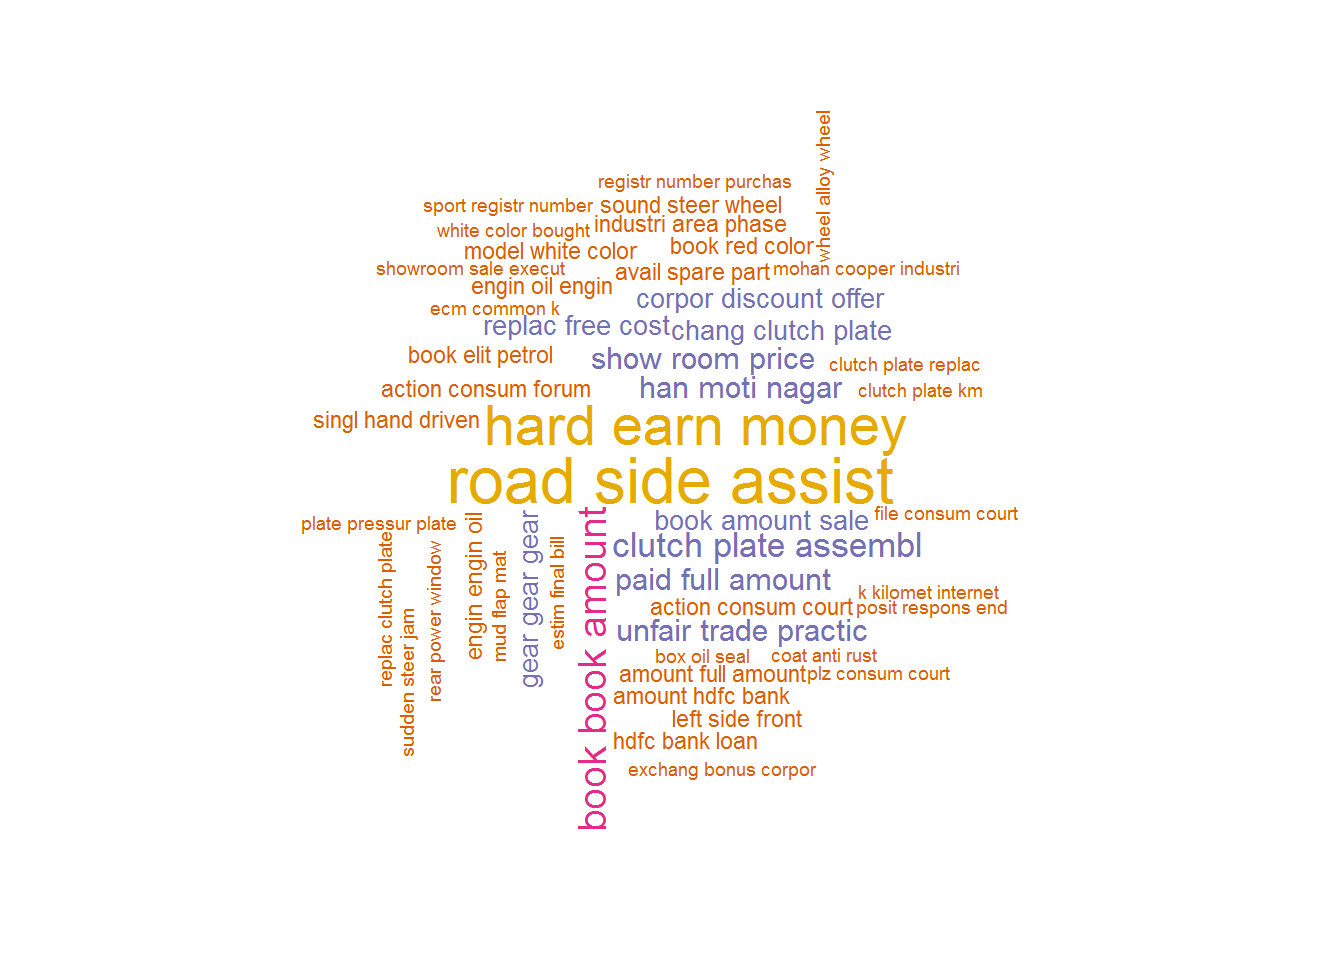 wheel alloy wheel
registr number purchas
sport registr number
sound steer wheel
white color bought
industri area phase
model white color
book red color
showroom sale execut
avail spare part
mohan cooper industri
engin oil engin
corpor discount offer
ecm common k
replac free cost
chang clutch plate
book elit petrol
show room price
clutch plate replac
action consum forum
han moti nagar
clutch plate km
singl hand driven
hard earn money
road side assist
plate pressur plate
book amount sale
file consum court
replac clutch plate
sudden steer jam
rear power window
engin engin oil
mud flap mat
gear gear gear
estim final bill
book book amount
clutch plate assembl
paid full amount
k kilomet internet
action consum court
posit respons end
unfair trade practic
box oil seal
coat anti rust
amount full amount
plz consum court
amount hdfc bank
left side front
hdfc bank loan
exchang bonus corpor